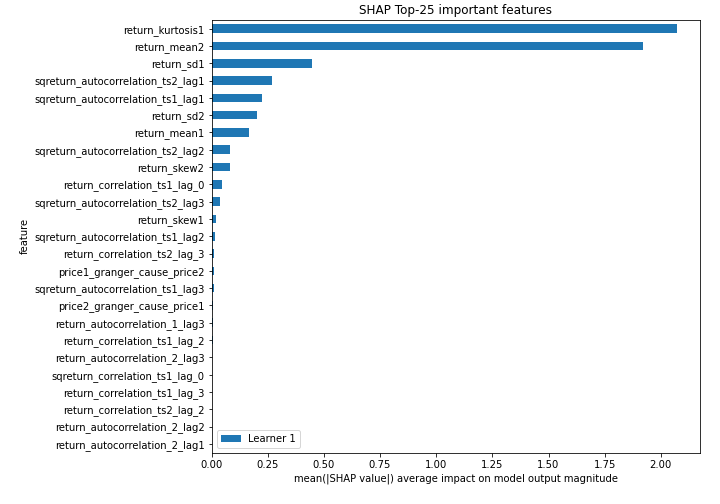 SHAP Top-25 important features
return_kurtosis1
return_mean2
return_sd1
sqreturn_autocorrelation_ts2_lag1
sqreturn_autocorrelation_ts1_lag1
return_sd2
return_mean1
sqreturn_autocorrelation_ts2_lag2
return_skew2
return_correlation_ts1_lag_0
sqreturn_autocorrelation_ts2_lag3
return_skew1
sqreturn_autocorrelation_ts1_lag2
return_correlation_ts2_lag_3
price1_granger_cause_price2
sqreturn_autocorrelation_ts1_lag3
price2_granger_cause_price1
return_autocorrelation_1_lag3
return_correlation_ts1_lag_2
return_autocorrelation_2_lag3
sqreturn_correlation_ts1_lag_0
return_correlation_ts1_lag_3
return_correlation_ts2_lag_2
return_autocorrelation_2_lag2
return_autocorrelation_2_lag1
feature
Learner 1
0.00 0.25 0.50 0.75 1.00 1.25 1.50 1.75 2.00
mean(|SHAP value|) average impact on model output magnitude